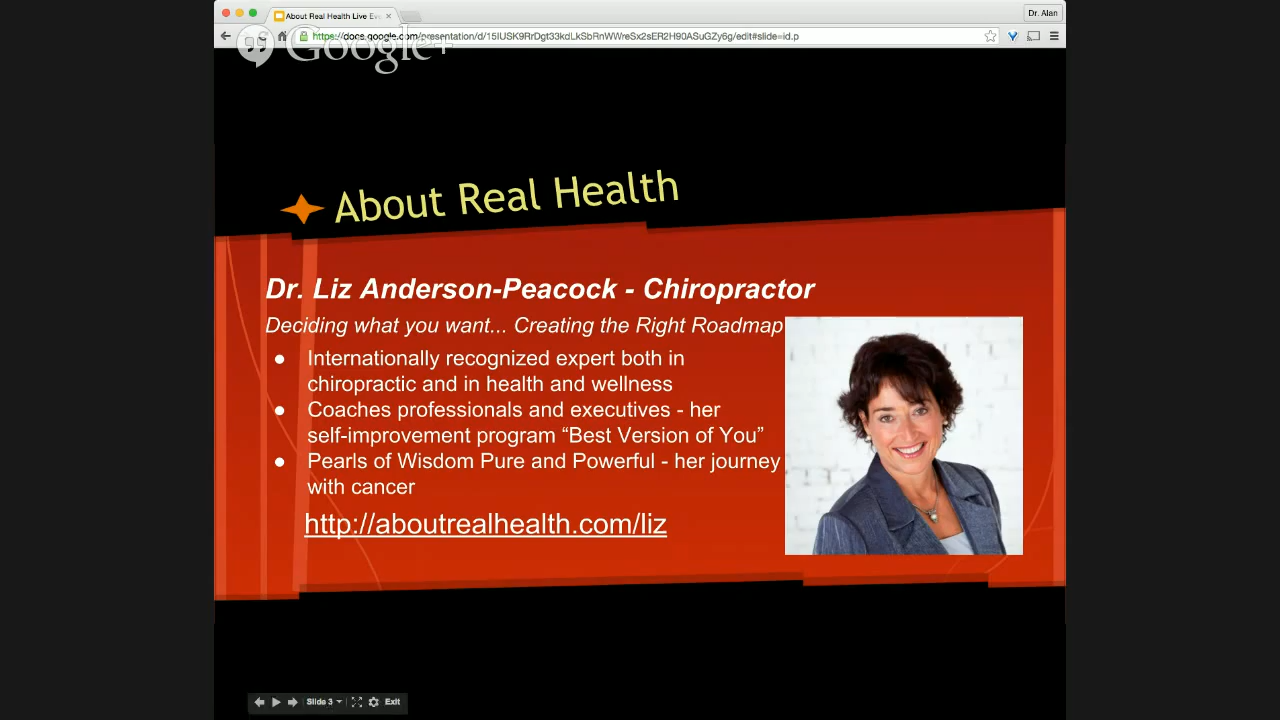 About Real Health Live Ev
Dr. Alan
https://docs.google.com/presentation/d/15IUSK9RrDgt33kdLkSbRnWWreSx2sER2H90ASuGZy6g/edit#slide=id.p
Google+
About Real Health
Dr. Liz Anderson-Peacock - Chiropractor
Deciding what you want... Creating the Right Roadmap
● Internationally recognized expert both in
chiropractic and in health and wellness
● Coaches professionals and executives - her
self-improvement program “Best Version of You”
● Pearls of Wisdom Pure and Powerful - her journey
with cancer
http://aboutrealhealth.com/liz
Slide 3
Exit